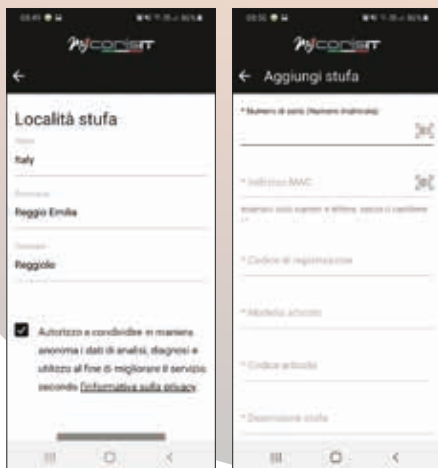 Mycorisit
Località stufa
Italy
Reggio Emilia
Reggiolo
Autorizzo a condividere in maniera
anonima i dati di analisi, diagnosi e
utilizzo al fine di migliorare il servizio
secondo l'informativa sulla privacy
Mycorisit
Aggiungi stufa
* Numero di serie (Numero matricola)
* Indirizzo MAC
* Codice di registrazione
* Modello articolo
* Codice articolo
* Descrizione stufa